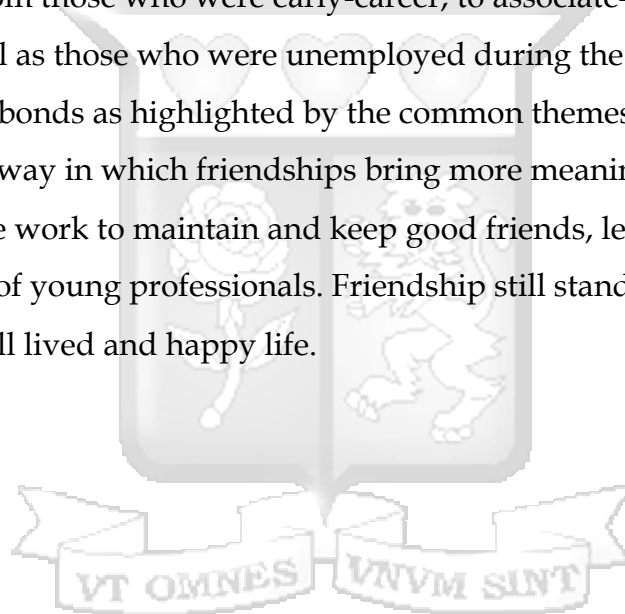 om those who were early-career, to associate-
l as those who were unemployed during the
bonds as highlighted by the common themes
way in which friendships bring more meanin
e work to maintain and keep good friends, le
of young professionals. Friendship still stand
ll lived and happy life.
VT OMNES VNVM SINT